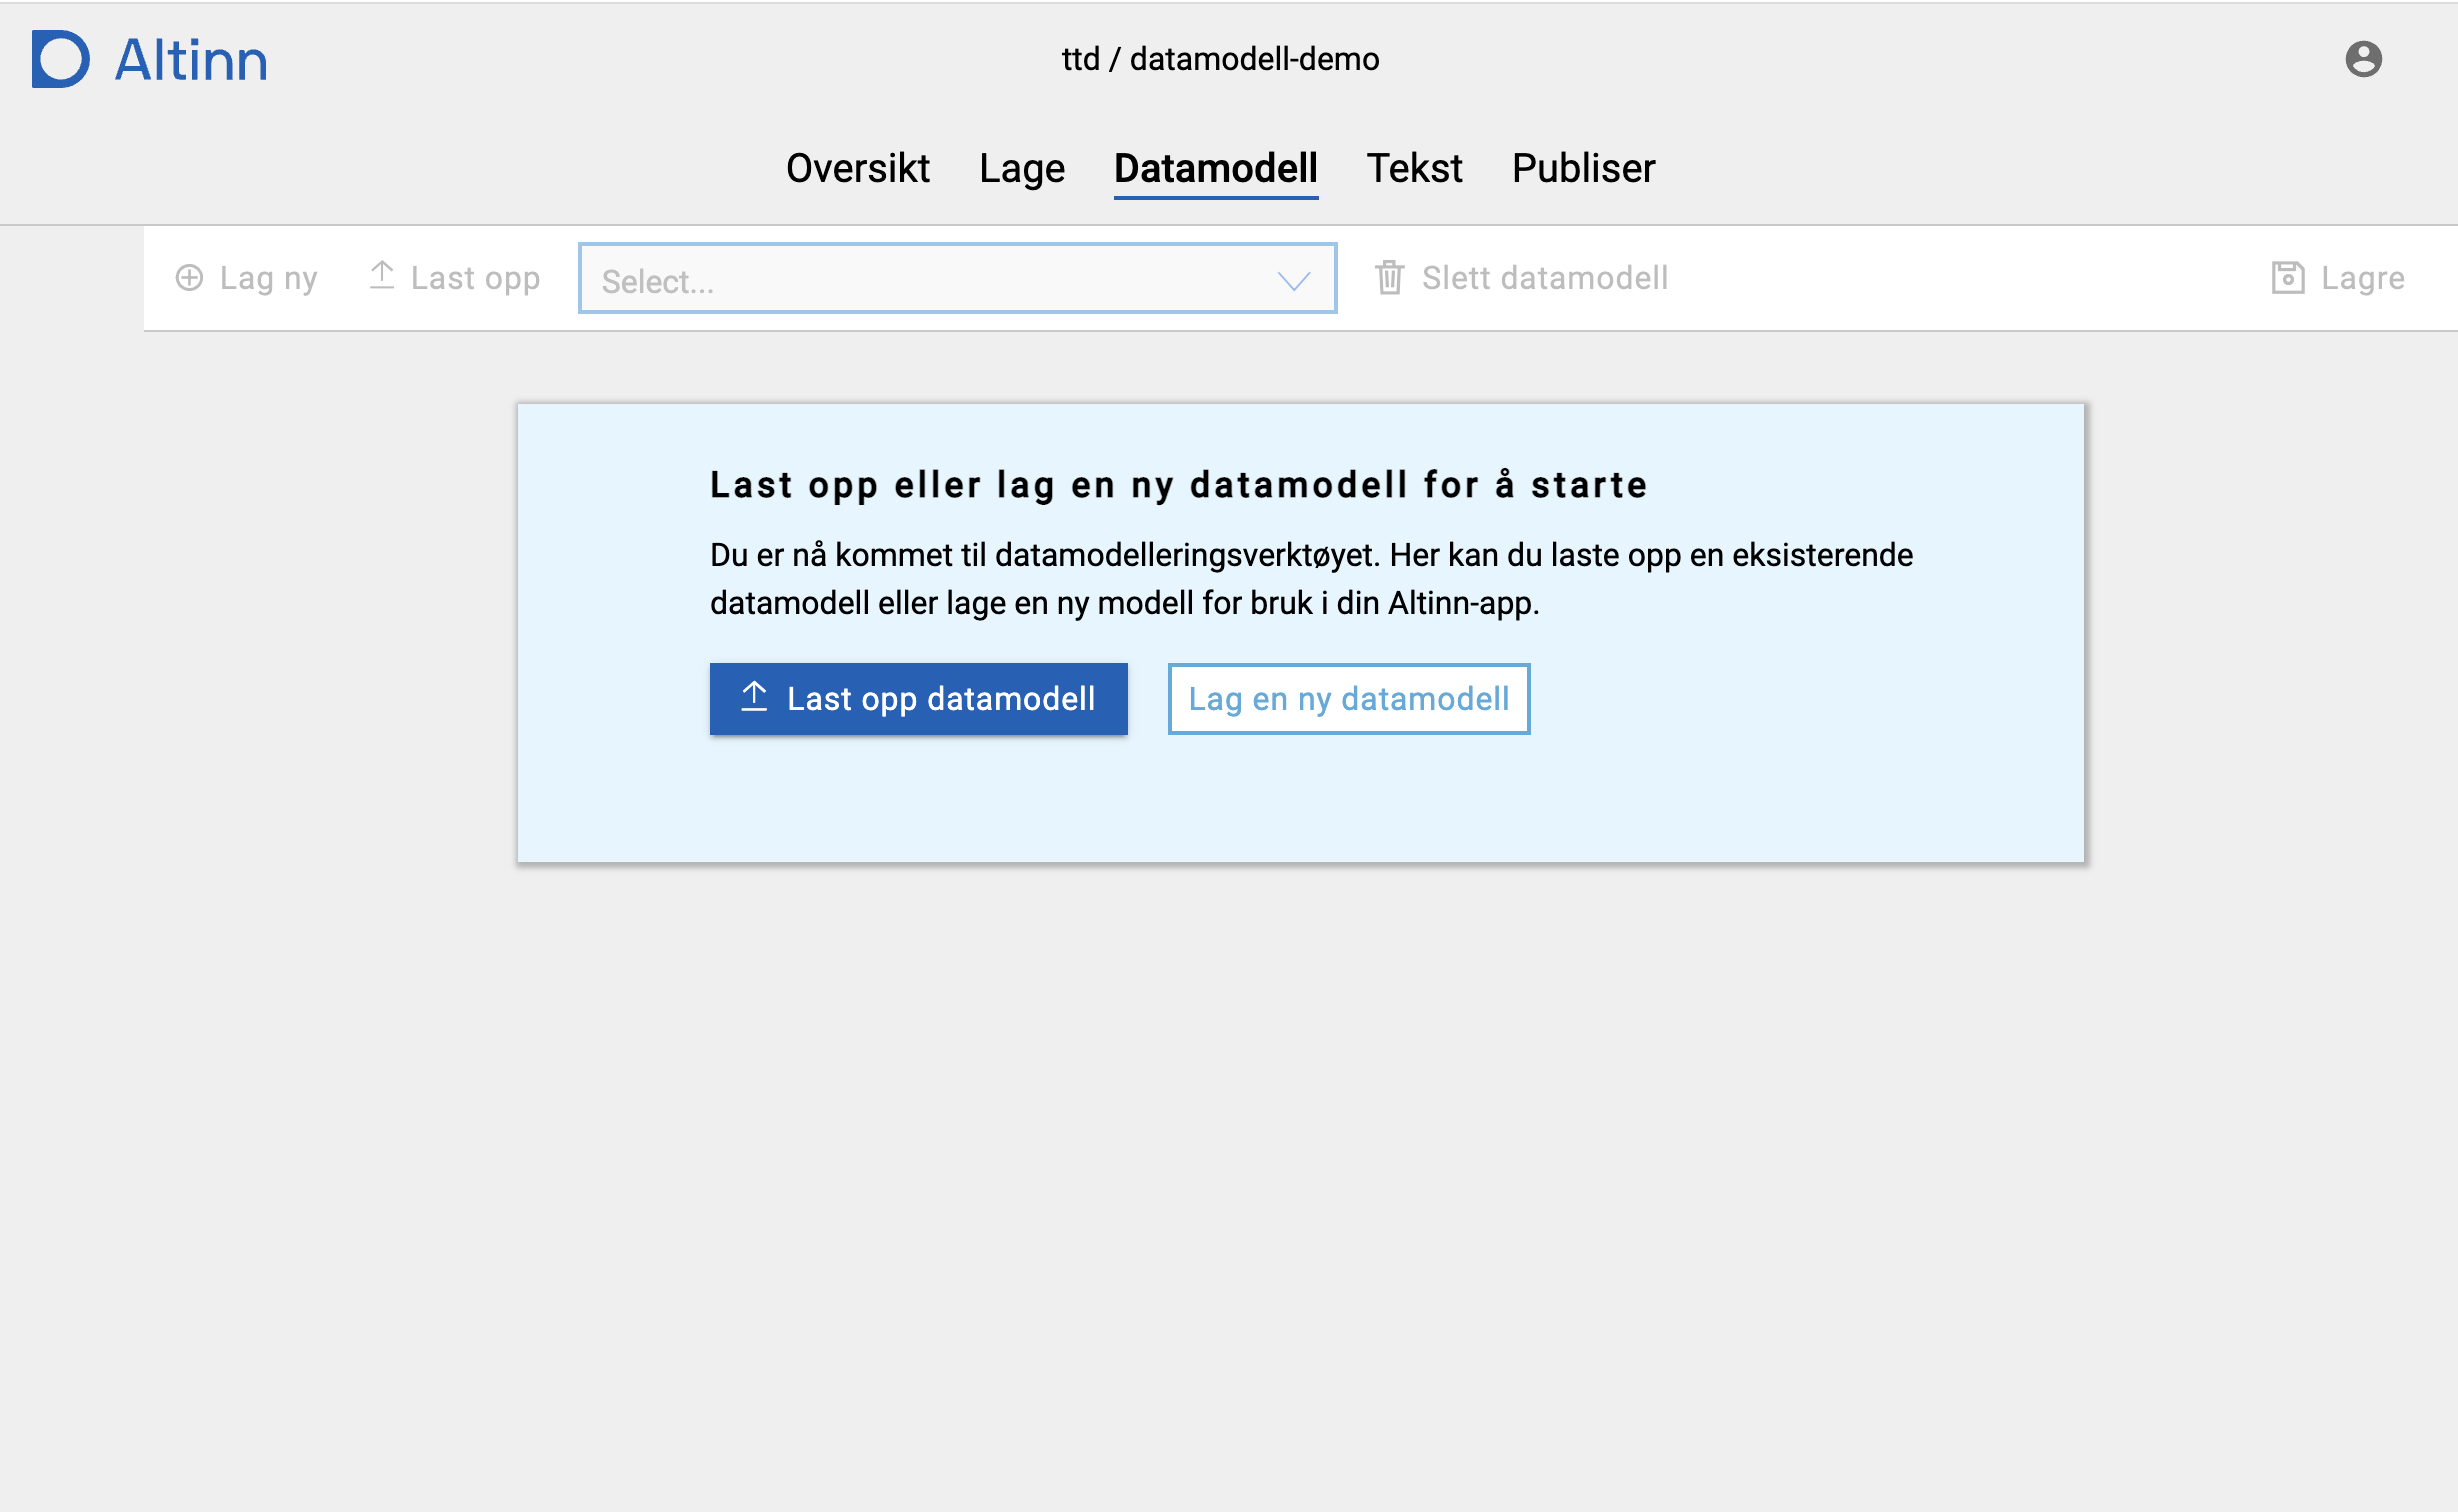 Altinn
ttd / datamodell-demo
Oversikt Lage Datamodell Tekst Publiser
Lag ny Last opp Select... Slett datamodell Lagre
Last opp eller lag en ny datamodell for å starte
Du er nå kommet til datamodelleringsverktøyet. Her kan du laste opp en eksisterende
datamodell eller lage en ny modell for bruk i din Altinn-app.
Last opp datamodell Lag en ny datamodell